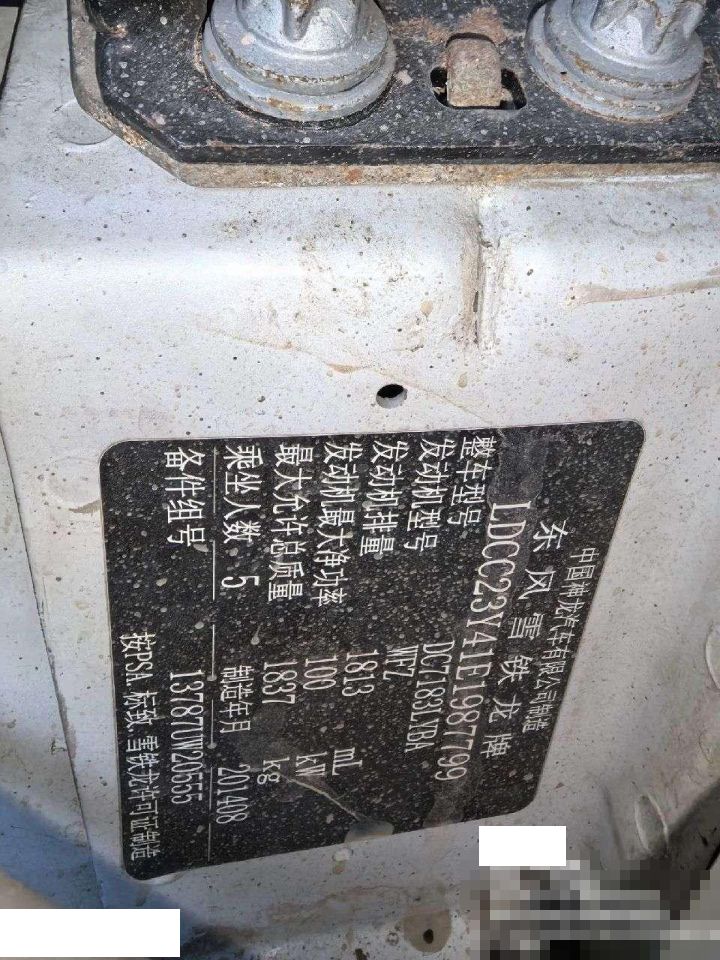 中国神龙汽车有限公司制造
东风雪铁龙牌
LDCC23Y41E1987799
整车型号 DC7183LYBA
发动机型号 WFZ
发动机排量 1813 mL
发动机最大净功率 100 kW
最大允许总质量 1837 kg
乘坐人数 5 制造年月 201408
备件组号 13787UW20555
按PSA 标致 雪铁龙许可证制造